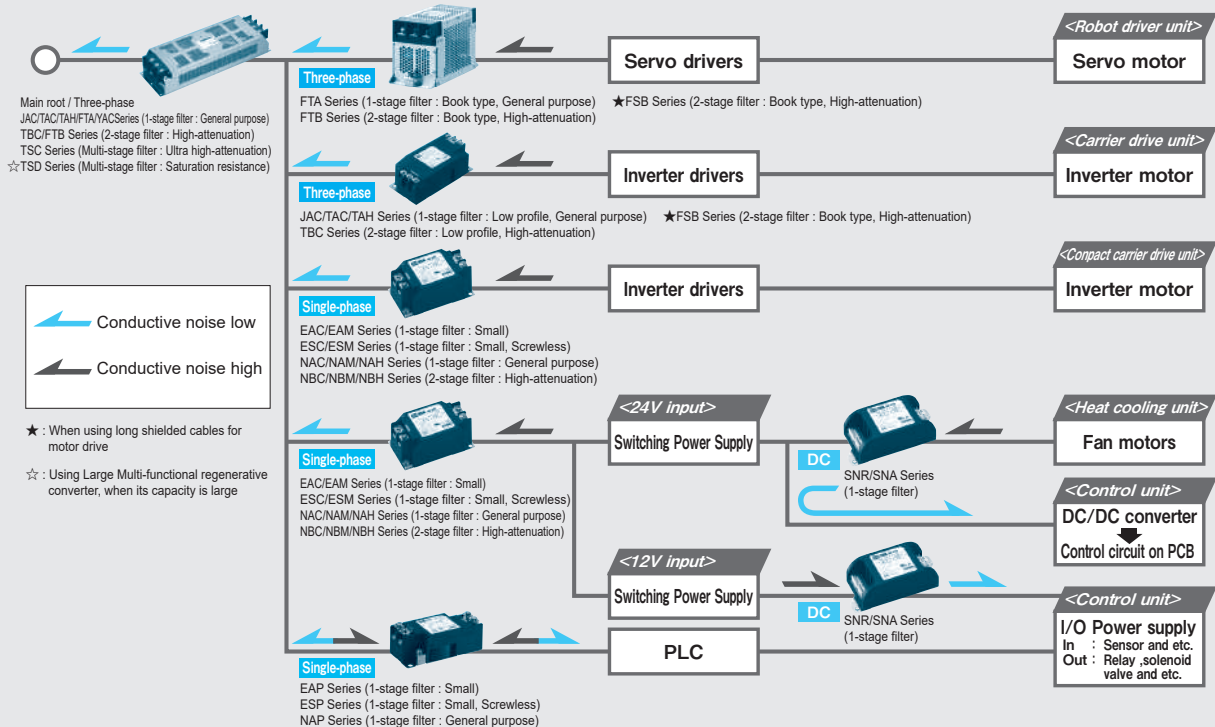 Main root / Three-phase
JAC/TAC/TAH/FTA/YACSeries (1-stage filter : General purpose)
TBC/FTB Series (2-stage filter : High-attenuation)
TSC Series (Multi-stage filter : Ultra high-attenuation)
☆TSD Series (Multi-stage filter : Saturation resistance)
Conductive noise low
Conductive noise high
★ : When using long shielded cables for
motor drive
☆ : Using Large Multi-functional regenerative
converter, when its capacity is large
Three-phase
FTA Series (1-stage filter : Book type, General purpose) ★FSB Series (2-stage filter : Book type, High-attenuation)
FTB Series (2-stage filter : Book type, High-attenuation)
Servo drivers
<Robot driver unit>
Servo motor
Three-phase
JAC/TAC/TAH Series (1-stage filter : Low profile, General purpose) ★FSB Series (2-stage filter : Book type, High-attenuation)
TBC Series (2-stage filter : Low profile, High-attenuation)
Inverter drivers
<Carrier drive unit>
Inverter motor
Single-phase
EAC/EAM Series (1-stage filter : Small)
ESC/ESM Series (1-stage filter : Small, Screwless)
NAC/NAM/NAH Series (1-stage filter : General purpose)
NBC/NBM/NBH Series (2-stage filter : High-attenuation)
Inverter drivers
<Conpact carrier drive unit>
Inverter motor
Single-phase
EAC/EAM Series (1-stage filter : Small)
ESC/ESM Series (1-stage filter : Small, Screwless)
NAC/NAM/NAH Series (1-stage filter : General purpose)
NBC/NBM/NBH Series (2-stage filter : High-attenuation)
<24V input>
Switching Power Supply
DC
SNR/SNA Series
(1-stage filter)
<Heat cooling unit>
Fan motors
<Control unit>
DC/DC converter
Control circuit on PCB
<12V input>
Switching Power Supply
DC
SNR/SNA Series
(1-stage filter)
<Control unit>
I/O Power supply
In : Sensor and etc.
Out : Relay ,solenoid
valve and etc.
Single-phase
EAP Series (1-stage filter : Small)
ESP Series (1-stage filter : Small, Screwless)
NAP Series (1-stage filter : General purpose)
PLC